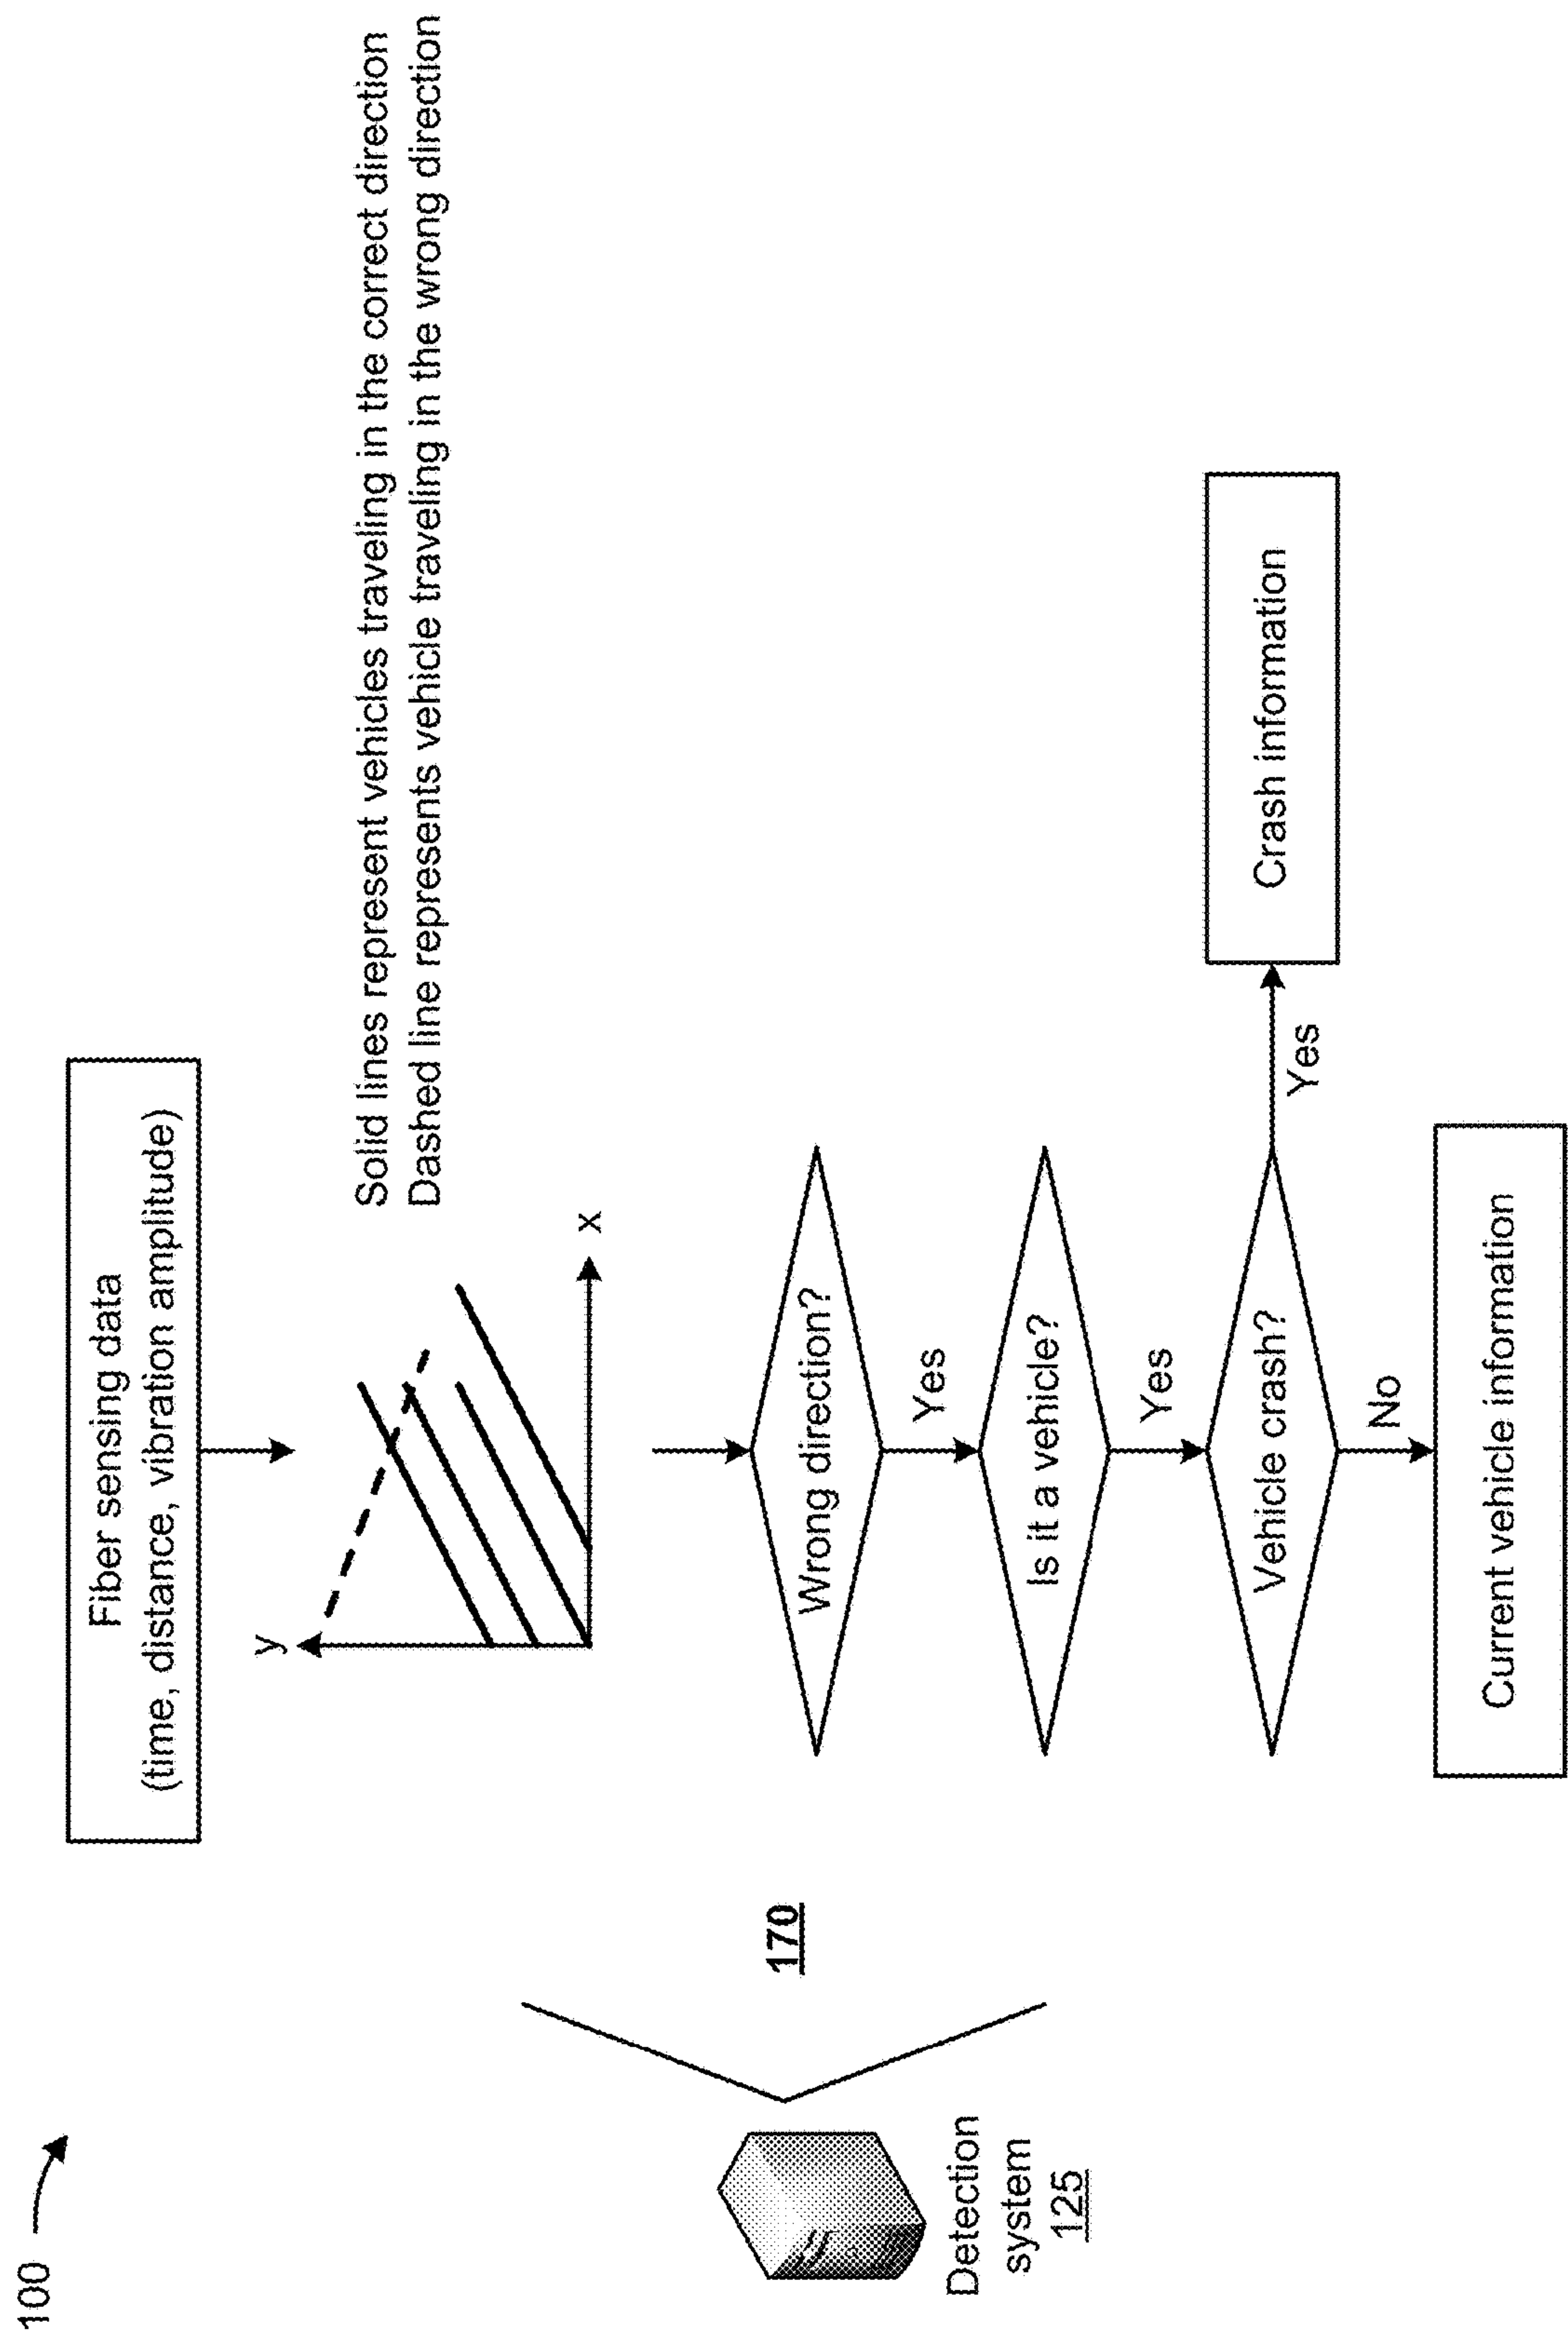 100
Fiber sensing data
(time, distance, vibration amplitude)
y
x
Solid lines represent vehicles traveling in the correct direction
Dashed line represents vehicle traveling in the wrong direction
170
Detection
system
125
Wrong direction?
Yes
Is it a vehicle?
Yes
Vehicle crash?
Yes
Crash information
No
Current vehicle information